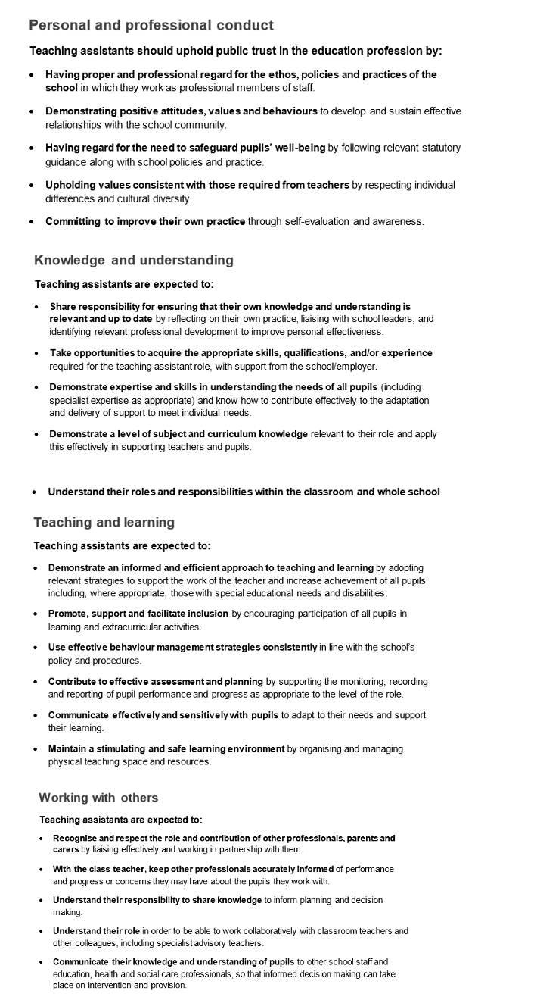 Personal and professional conduct
Teaching assistants should uphold public trust in the education profession by:
• Having proper and professional regard for the ethos, policies and practices of the
school in which they work as professional members of staff.
• Demonstrating positive attitudes, values and behaviours to develop and sustain effective
relationships with the school community.
• Having regard for the need to safeguard pupils' well-being by following relevant statutory
guidance along with school policies and practice.
• Upholding values consistent with those required from teachers by respecting individual
differences and cultural diversity.
• Committing to improve their own practice through self-evaluation and awareness.
Knowledge and understanding
Teaching assistants are expected to:
• Share responsibility for ensuring that their own knowledge and understanding is
relevant and up to date by reflecting on their own practice, liaising with school leaders, and
identifying relevant professional development to improve personal effectiveness.
• Take opportunities to acquire the appropriate skills, qualifications, and/or experience
required for the teaching assistant role, with support from the school/employer.
• Demonstrate expertise and skills in understanding the needs of all pupils (including
specialist expertise as appropriate) and know how to contribute effectively to the adaptation
and delivery of support to meet individual needs.
• Demonstrate a level of subject and curriculum knowledge relevant to their role and apply
this effectively in supporting teachers and pupils.
• Understand their roles and responsibilities within the classroom and whole school
Teaching and learning
Teaching assistants are expected to:
• Demonstrate an informed and efficient approach to teaching and learning by adopting
relevant strategies to support the work of the teacher and increase achievement of all pupils
including, where appropriate, those with special educational needs and disabilities.
• Promote, support and facilitate inclusion by encouraging participation of all pupils in
learning and extracurricular activities.
• Use effective behaviour management strategies consistently in line with the school's
policy and procedures.
• Contribute to effective assessment and planning by supporting the monitoring, recording
and reporting of pupil performance and progress as appropriate to the level of the role.
• Communicate effectively and sensitively with pupils to adapt to their needs and support
their learning.
• Maintain a stimulating and safe learning environment by organising and managing
physical teaching space and resources.
Working with others
Teaching assistants are expected to:
• Recognise and respect the role and contribution of other professionals, parents and
carers by liaising effectively and working in partnership with them.
• With the class teacher, keep other professionals accurately informed of performance
and progress or concerns they may have about the pupils they work with.
• Understand their responsibility to share knowledge to inform planning and decision
making.
• Understand their role in order to be able to work collaboratively with classroom teachers and
other colleagues, including specialist advisory teachers.
• Communicate their knowledge and understanding of pupils to other school staff and
education, health and social care professionals, so that informed decision making can take
place on intervention and provision.